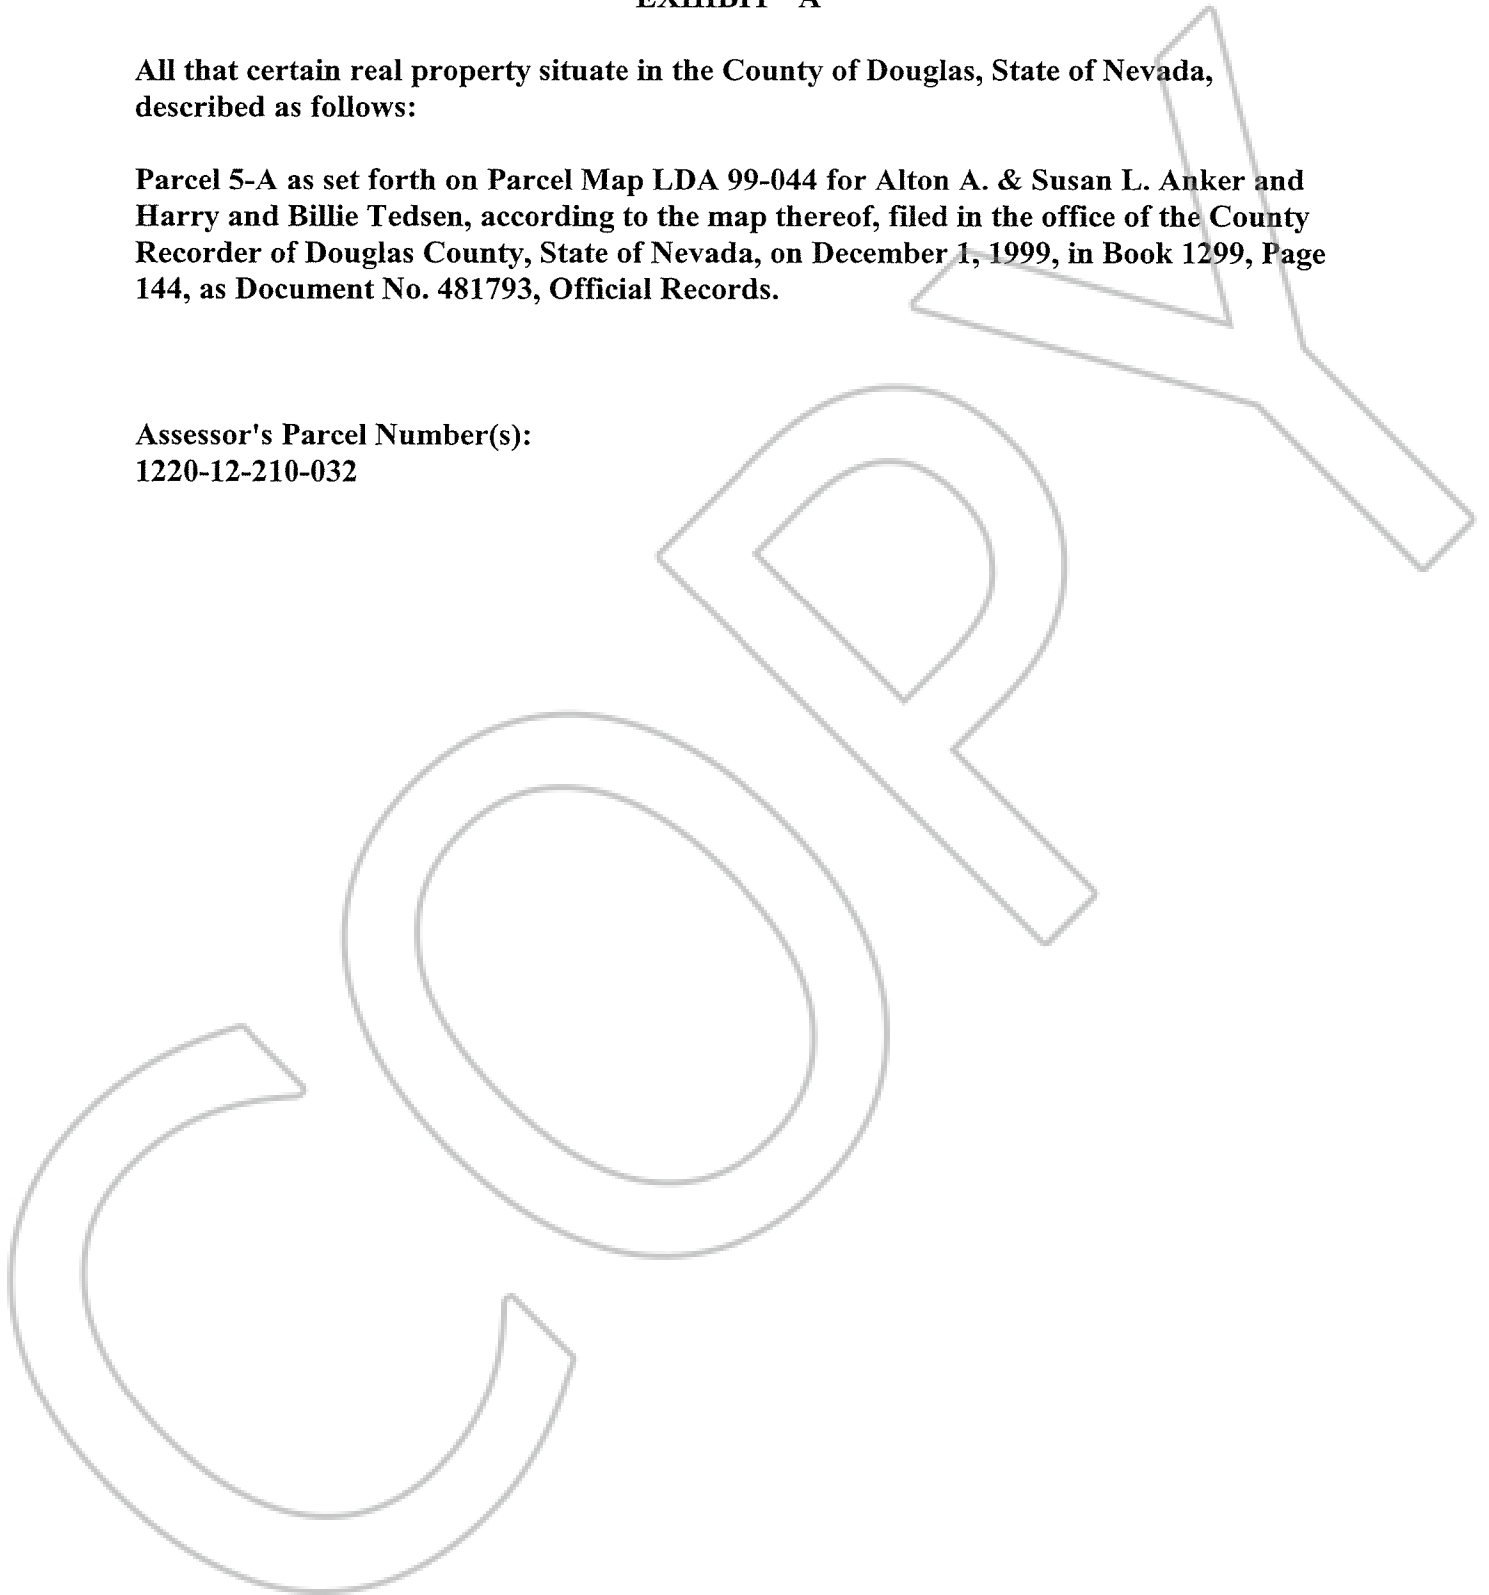 EXHIBIT "A"
All that certain real property situate in the County of Douglas, State of Nevada,
described as follows:
Parcel 5-A as set forth on Parcel Map LDA 99-044 for Alton A. & Susan L. Anker and
Harry and Billie Tedsen, according to the map thereof, filed in the office of the County
Recorder of Douglas County, State of Nevada, on December 1, 1999, in Book 1299, Page
144, as Document No. 481793, Official Records.
Assessor's Parcel Number(s):
1220-12-210-032
COPY